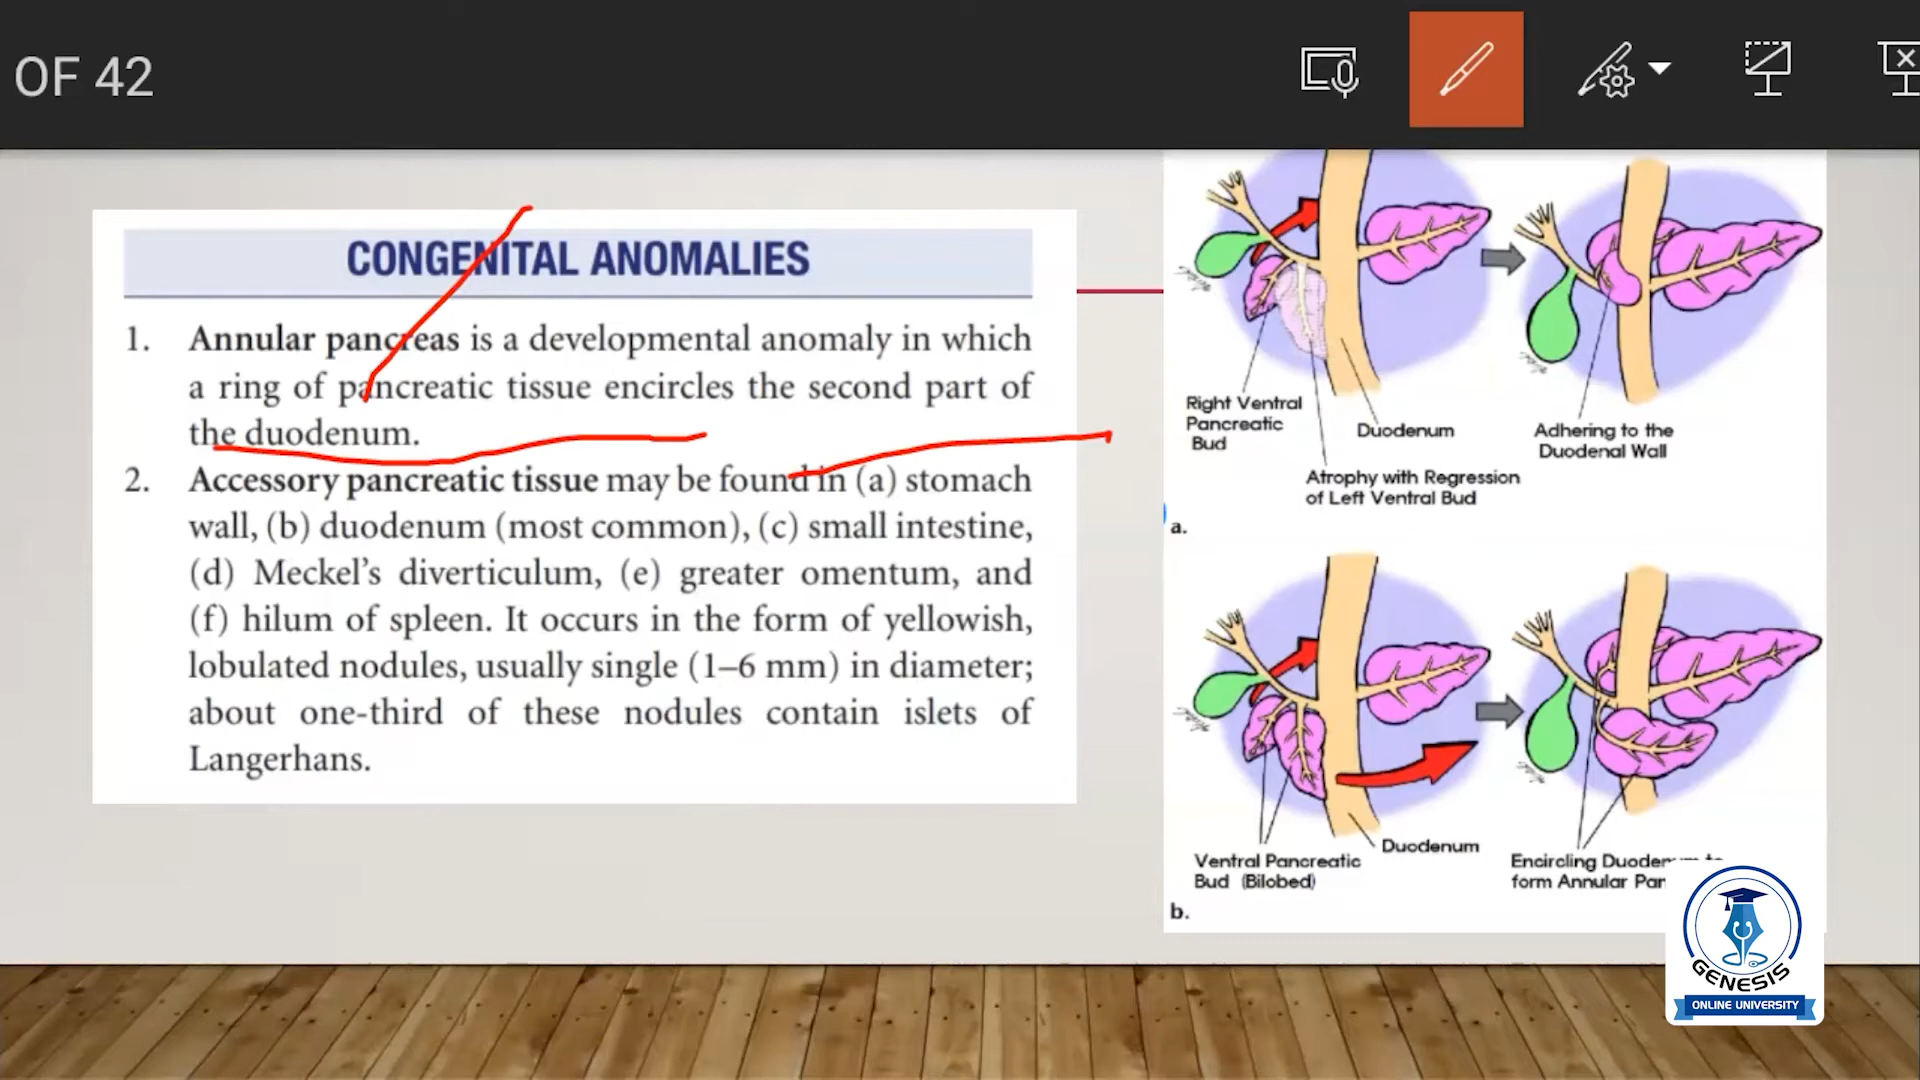 OF 42
CONGENITAL ANOMALIES
1. Annular pancreas is a developmental anomaly in which
a ring of pancreatic tissue encircles the second part of
the duodenum.
2. Accessory pancreatic tissue may be found in (a) stomach
wall, (b) duodenum (most common), (c) small intestine,
(d) Meckel's diverticulum, (e) greater omentum, and
(f) hilum of spleen. It occurs in the form of yellowish,
lobulated nodules, usually single (1–6 mm) in diameter;
about one-third of these nodules contain islets of
Langerhans.
Right Ventral
Pancreatic
Bud
Duodenum
Atrophy with Regression
of Left Ventral Bud
Adhering to the
Duodenal Wall
a.
Ventral Pancreatic
Bud (Bilobed)
Duodenum
Encircling
form Annular
b.
GENESIS
ONLINE UNIVERSITY